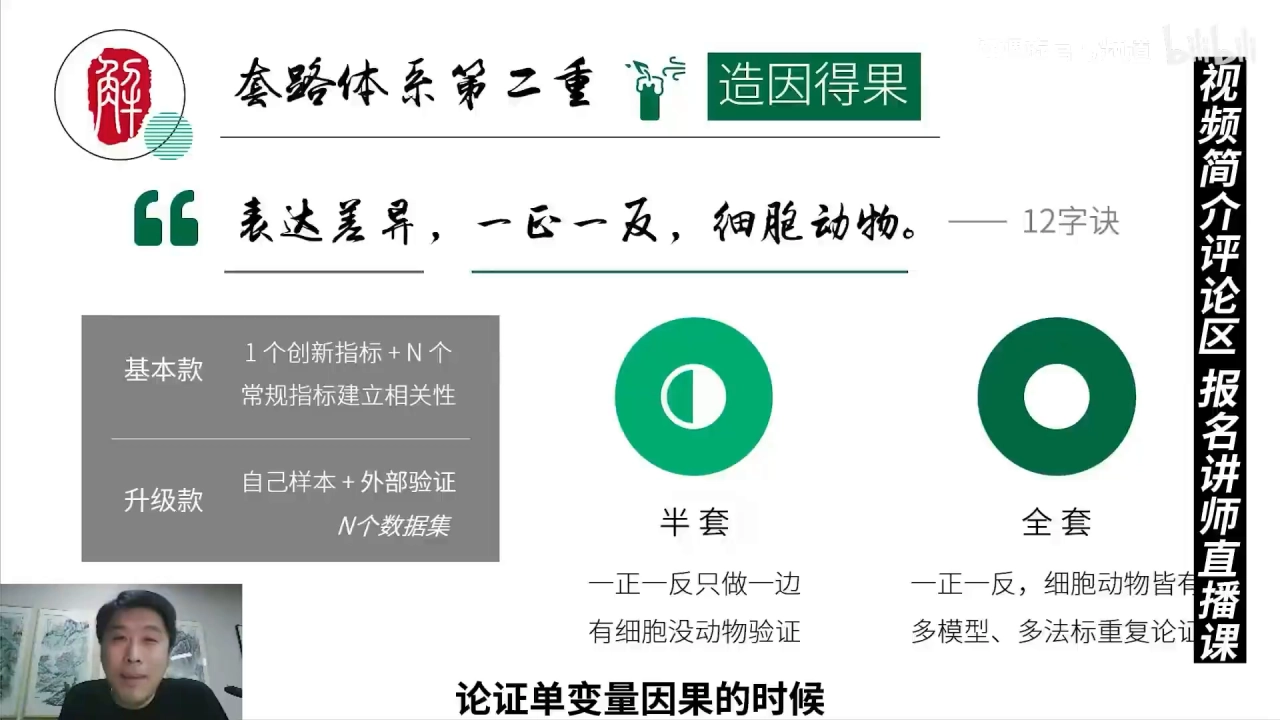 bilibili
解
套路体系第二重
造因得果
表达差异，一正一反，细胞动物。
—— 12字诀
基本款
1 个创新指标 + N 个
常规指标建立相关性
升级款
自己样本 + 外部验证
N个数据集
半 套
一正一反只做一边
有细胞没动物验证
全 套
一正一反，细胞动物皆有
多模型、多法标重复论证
视频简介评论区 报名讲师直播课
论证单变量因果的时候